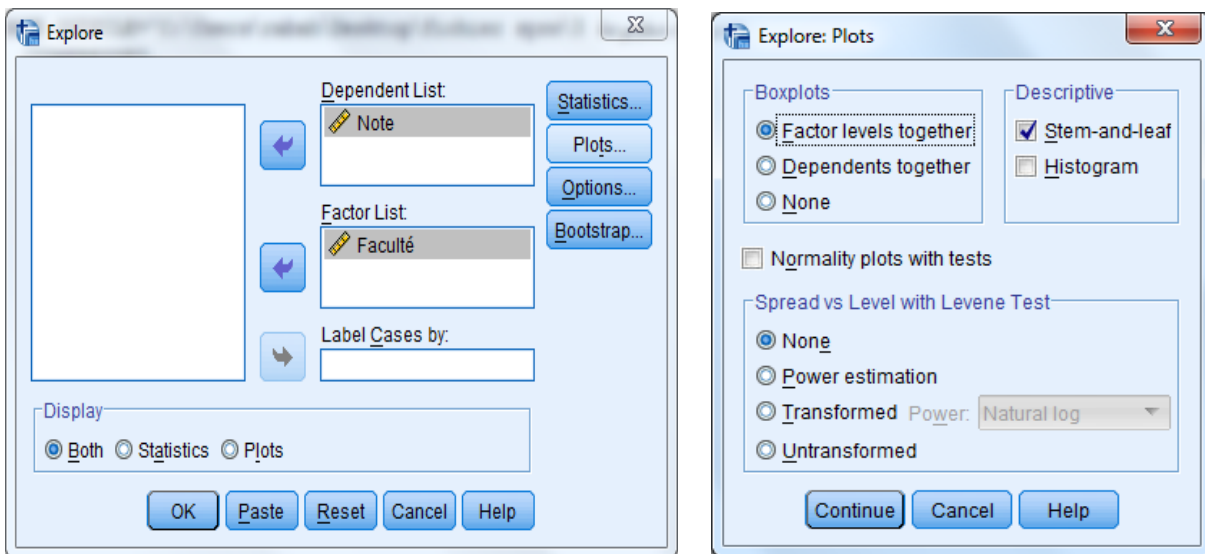 Explore
Dependent List:
Note
Statistics...
Plots...
Options...
Bootstrap...
Factor List:
Faculté
Label Cases by:
Display
Both Statistics Plots
OK Paste Reset Cancel Help
Explore: Plots
Boxplots
Factor levels together
Dependents together
None
Descriptive
Stem-and-leaf
Histogram
Normality plots with tests
Spread vs Level with Levene Test
None
Power estimation
Transformed Power: Natural log
Untransformed
Continue Cancel Help